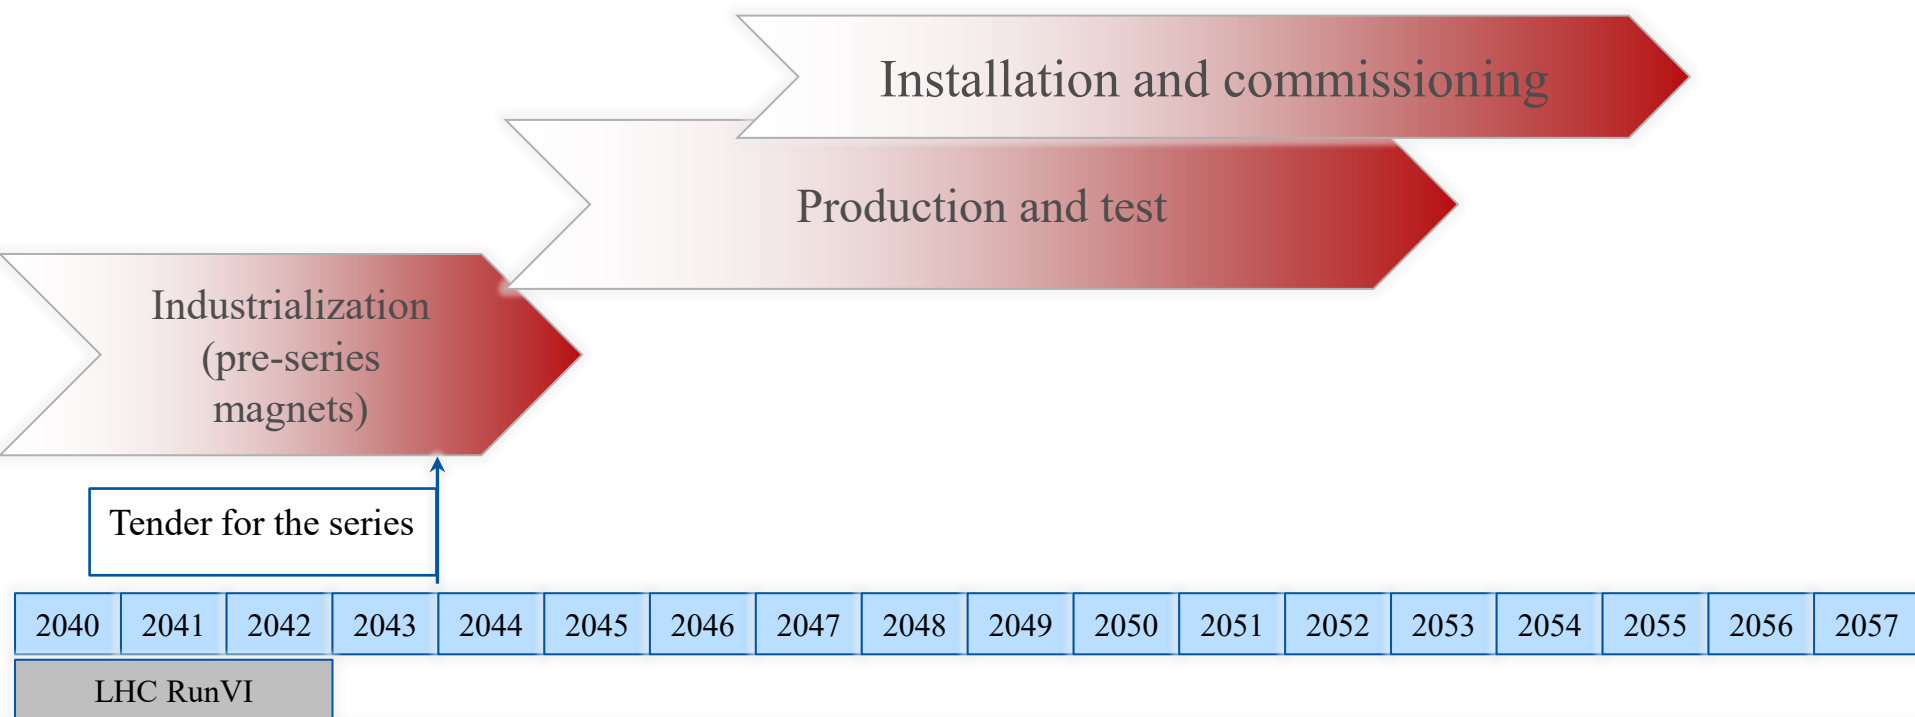 Installation and commissioning
Production and test
Industrialization
(pre-series
magnets)
Tender for the series
2040 2041 2042 2043 2044 2045 2046 2047 2048 2049 2050 2051 2052 2053 2054 2055 2056 2057
LHC RunVI